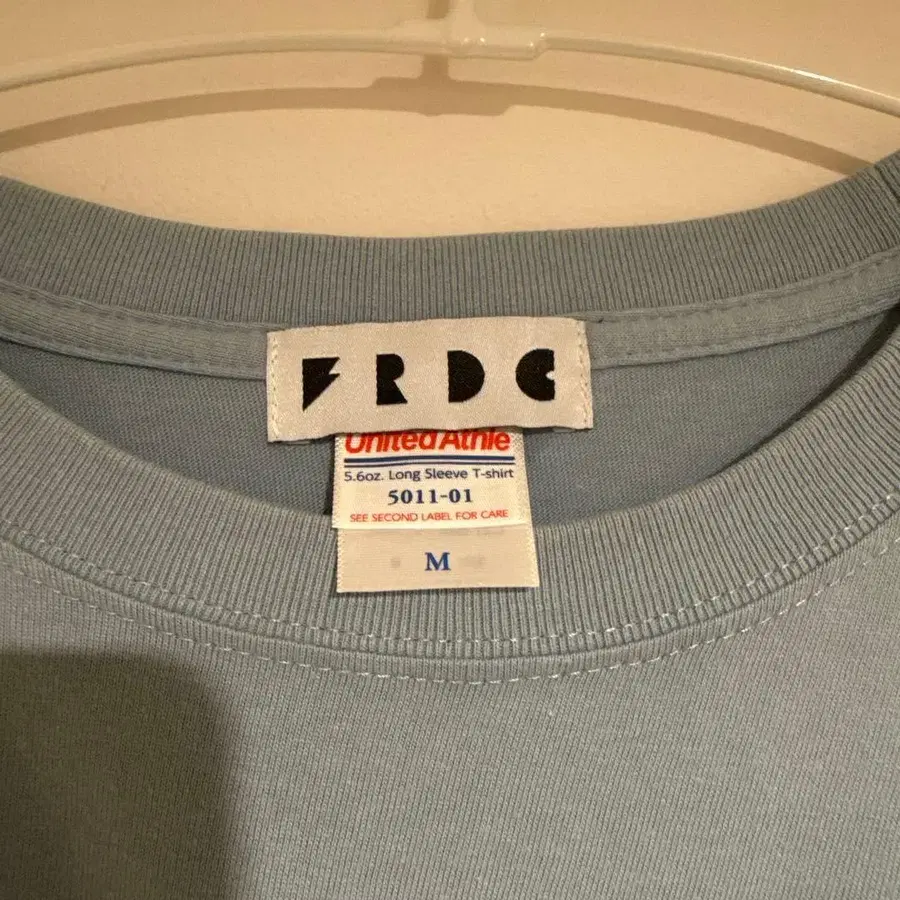 FRDC
United Athle
5.6oz. Long Sleeve T-shirt
5011-01
SEE SECOND LABEL FOR CARE
M